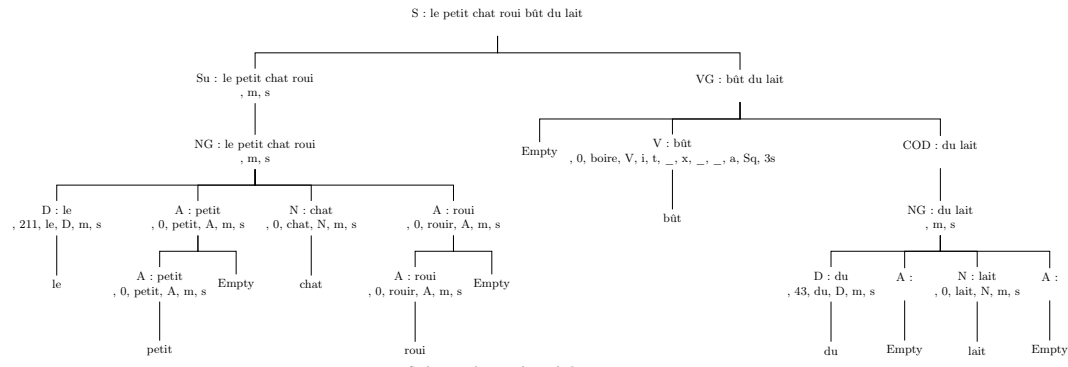 S : le petit chat roui bût du lait
Su : le petit chat roui
, m, s
VG : bût du lait
NG : le petit chat roui
, m, s
Empty
V : bût
, 0, boire, V, i, t, _, x, _, _, a, Sq, 3s
COD : du lait
D : le
, 211, le, D, m, s
A : petit
, 0, petit, A, m, s
N : chat
, 0, chat, N, m, s
A : roui
, 0, rouir, A, m, s
bût
NG : du lait
, m, s
le
A : petit
, 0, petit, A, m, s
Empty
chat
A : roui
, 0, rouir, A, m, s
Empty
D : du
, 43, du, D, m, s
A :
N : lait
, 0, lait, N, m, s
A :
petit
roui
du
Empty
lait
Empty